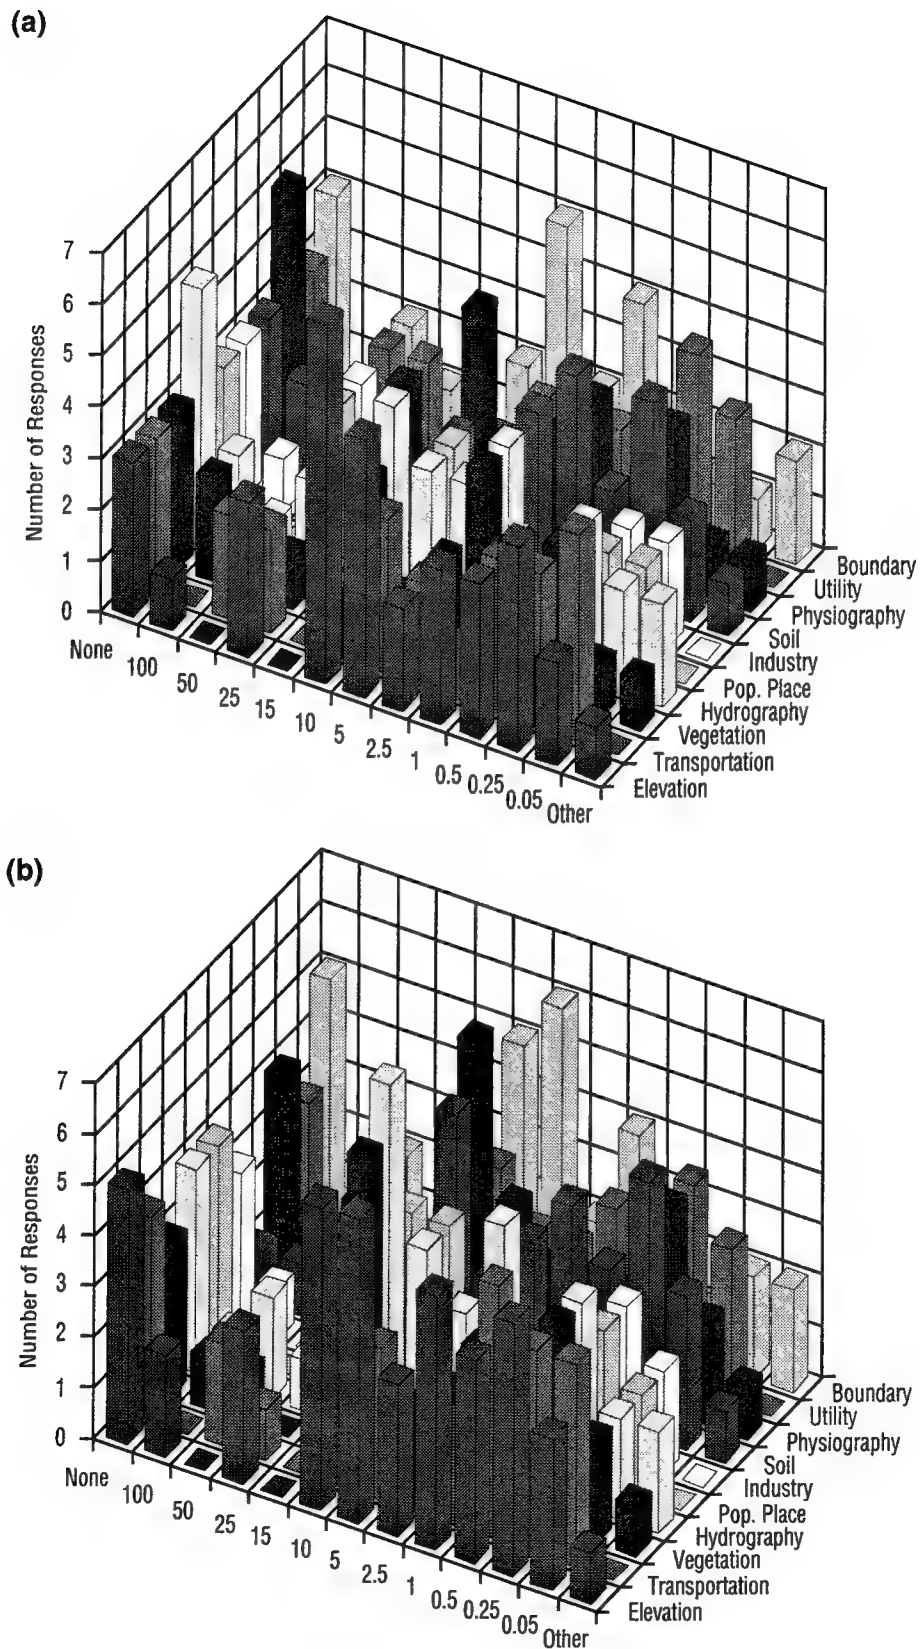 (a)
7
6
5
4
3
2
1
0
Number of Responses
None
100
50
25
15
10
5
2.5
1
0.5
0.25
0.05
Other
Boundary
Utility
Physiography
Soil
Industry
Pop. Place
Hydrography
Vegetation
Transportation
Elevation
(b)
7
6
5
4
3
2
1
0
Number of Responses
None
100
50
25
15
10
5
2.5
1
0.5
0.25
0.05
Other
Boundary
Utility
Physiography
Soil
Industry
Pop. Place
Hydrography
Vegetation
Transportation
Elevation